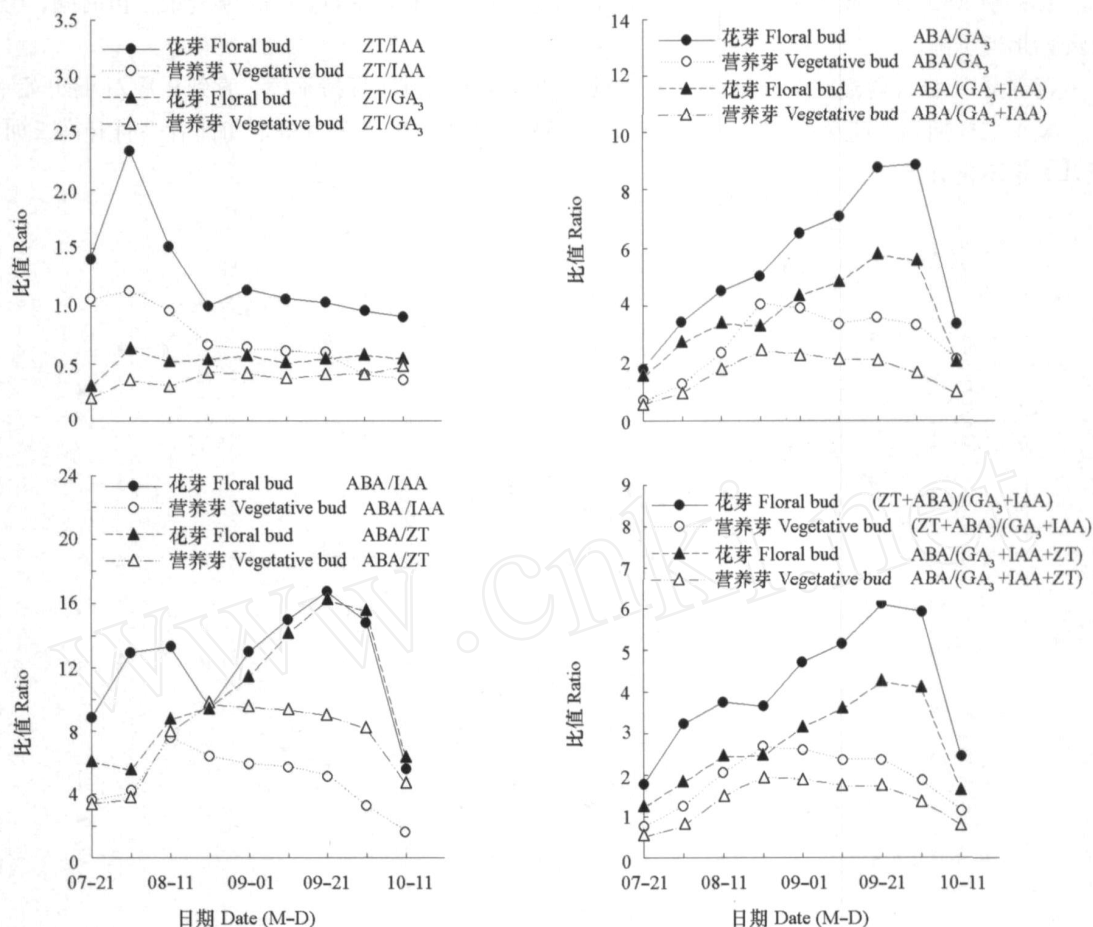 3.5
3.0
2.5
2.0
1.5
1.0
0.5
0
比值 Ratio
花芽 Floral bud ZT/IAA
营养芽 Vegetative bud ZT/IAA
花芽 Floral bud ZT/GA3
营养芽 Vegetative bud ZT/GA3
14
12
10
8
6
4
2
0
比值 Ratio
花芽 Floral bud ABA/GA3
营养芽 Vegetative bud ABA/GA3
花芽 Floral bud ABA/(GA3+IAA)
营养芽 Vegetative bud ABA/(GA3+IAA)
24
20
16
12
8
4
0
比值 Ratio
花芽 Floral bud ABA/IAA
营养芽 Vegetative bud ABA/IAA
花芽 Floral bud ABA/ZT
营养芽 Vegetative bud ABA/ZT
07-21 08-11 09-01 09-21 10-11
日期 Date (M-D)
9
8
7
6
5
4
3
2
1
0
比值 Ratio
花芽 Floral bud (ZT+ABA)/(GA3+IAA)
营养芽 Vegetative bud (ZT+ABA)/(GA3+IAA)
花芽 Floral bud ABA/(GA3+IAA+ZT)
营养芽 Vegetative bud ABA/(GA3+IAA+ZT)
07-21 08-11 09-01 09-21 10-11
日期 Date (M-D)
www.cnki.net